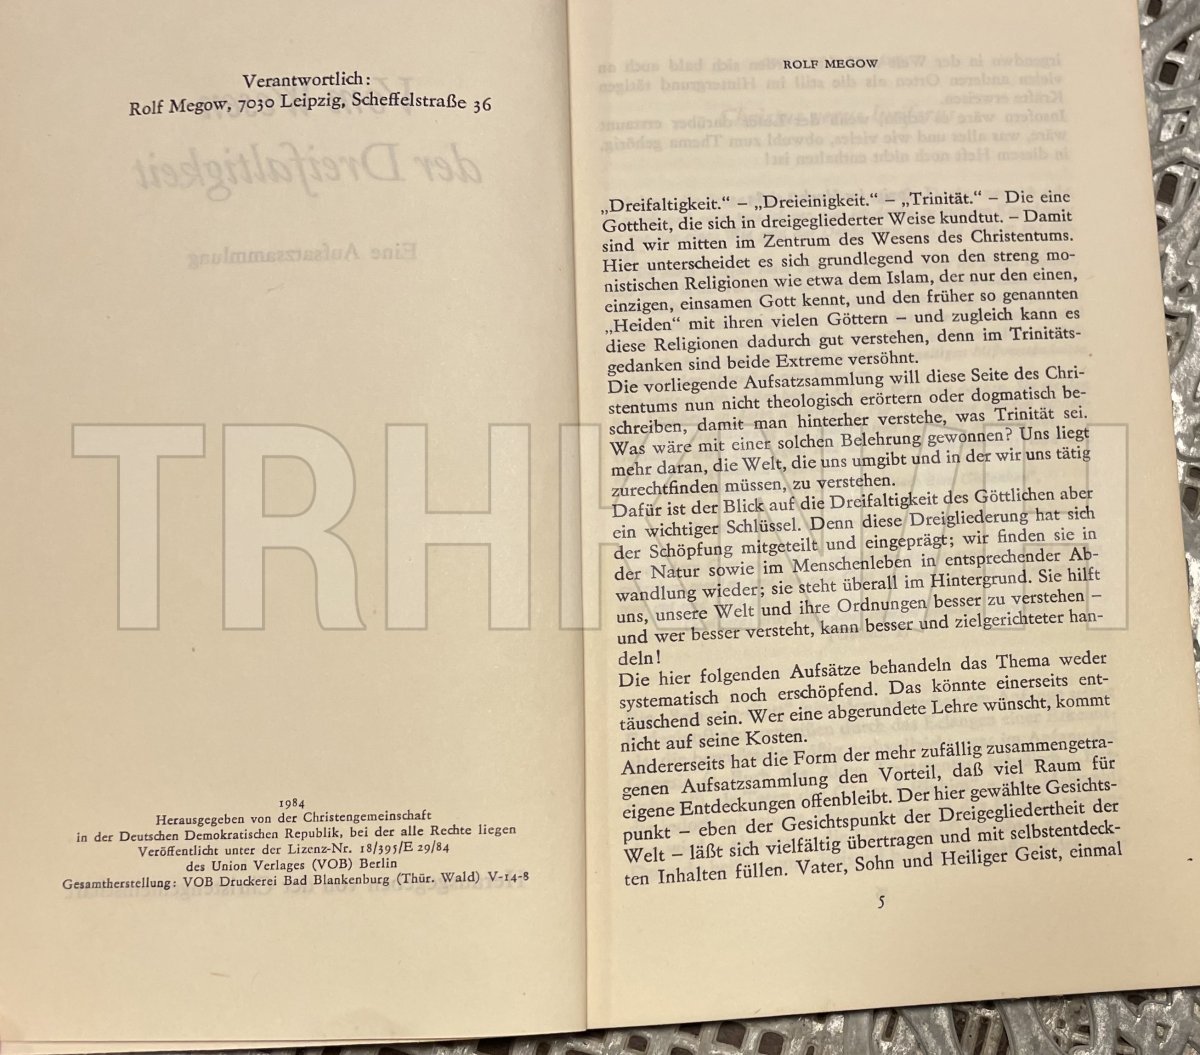 Verantwortlich:
Rolf Megow, 7030 Leipzig, Scheffelstraße 36
1984
Herausgegeben von der Christengemeinschaft
in der Deutschen Demokratischen Republik, bei der alle Rechte liegen
Veröffentlicht unter der Lizenz-Nr. 18/395/E 29/84
des Union Verlages (VOB) Berlin
Gesamtherstellung: VOB Druckerei Bad Blankenburg (Thür. Wald) V-14-8
ROLF MEGOW
„Dreifaltigkeit.“ – „Dreieinigkeit.“ – „Trinität.“ – Die eine
Gottheit, die sich in dreigegliederter Weise kundtut. – Damit
sind wir mitten im Zentrum des Wesens des Christentums.
Hier unterscheidet es sich grundlegend von den streng mo-
nistischen Religionen wie etwa dem Islam, der nur den einen,
einzigen, einsamen Gott kennt, und den früher so genannten
„Heiden“ mit ihren vielen Göttern – und zugleich kann es
diese Religionen dadurch gut verstehen, denn im Trinitäts-
gedanken sind beide Extreme versöhnt.
Die vorliegende Aufsatzsammlung will diese Seite des Chri-
stentums nun nicht theologisch erörtern oder dogmatisch be-
schreiben, damit man hinterher verstehe, was Trinität sei.
Was wäre mit einer solchen Belehrung gewonnen? Uns liegt
mehr daran, die Welt, die uns umgibt und in der wir uns tätig
zurechtfinden müssen, zu verstehen.
Dafür ist der Blick auf die Dreifaltigkeit des Göttlichen aber
ein wichtiger Schlüssel. Denn diese Dreigliederung hat sich
der Schöpfung mitgeteilt und eingeprägt; wir finden sie in
der Natur sowie im Menschenleben in entsprechender Ab-
wandlung wieder; sie steht überall im Hintergrund. Sie hilft
uns, unsere Welt und ihre Ordnungen besser zu verstehen –
und wer besser versteht, kann besser und zielgerichteter han-
deln!
Die hier folgenden Aufsätze behandeln das Thema weder
systematisch noch erschöpfend. Das könnte einerseits ent-
täuschend sein. Wer eine abgerundete Lehre wünscht, kommt
nicht auf seine Kosten.
Andererseits hat die Form der mehr zufällig zusammengetra-
genen Aufsatzsammlung den Vorteil, daß viel Raum für
eigene Entdeckungen offenbleibt. Der hier gewählte Gesichts-
punkt – eben der Gesichtspunkt der Dreigegliedertheit der
Welt – läßt sich vielfältig übertragen und mit selbstentdeck-
ten Inhalten füllen. Vater, Sohn und Heiliger Geist, einmal
5